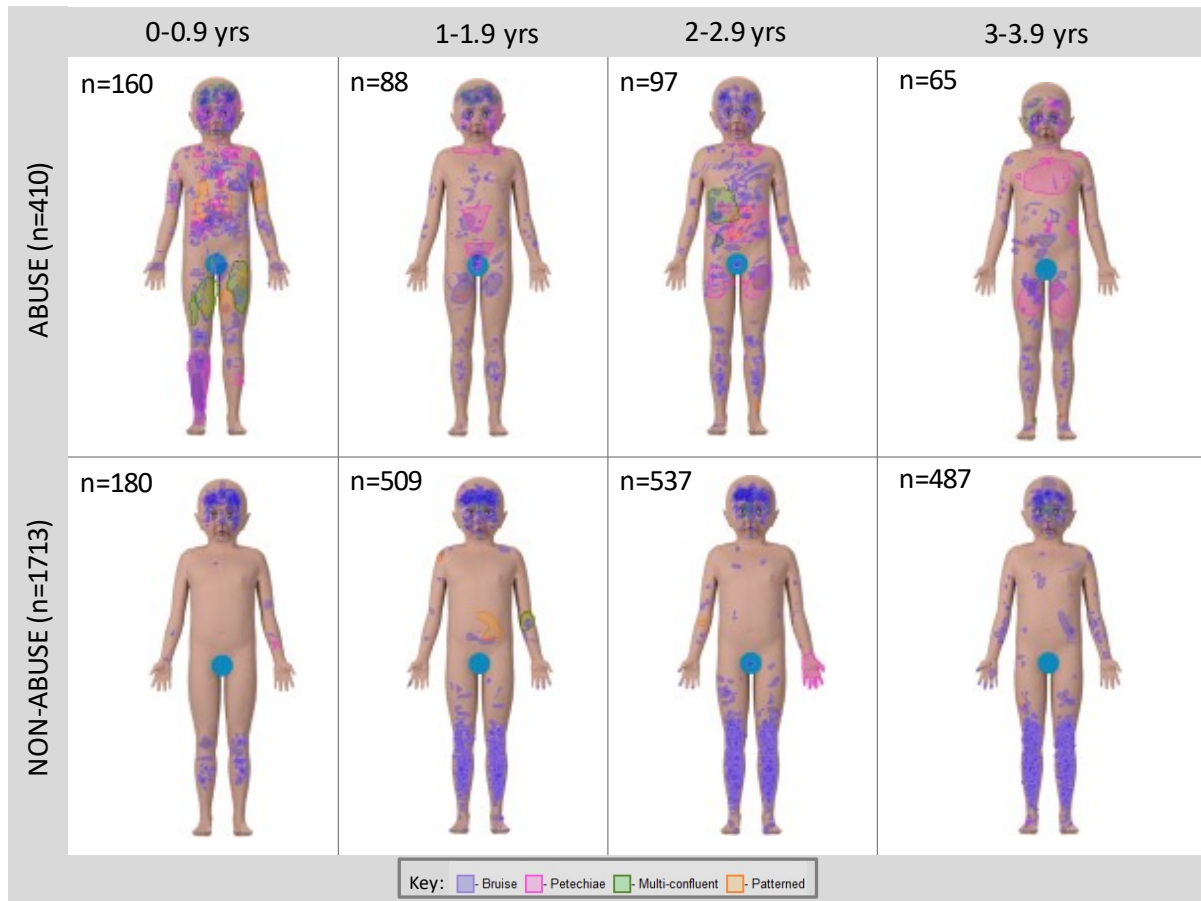 0-0.9 yrs 1-1.9 yrs 2-2.9 yrs 3-3.9 yrs
ABUSE (n=410)
n=160 n=88 n=97 n=65
NON-ABUSE (n=1713)
n=180 n=509 n=537 n=487
Key: - Bruise - Petechiae - Multi-confluent - Patterned